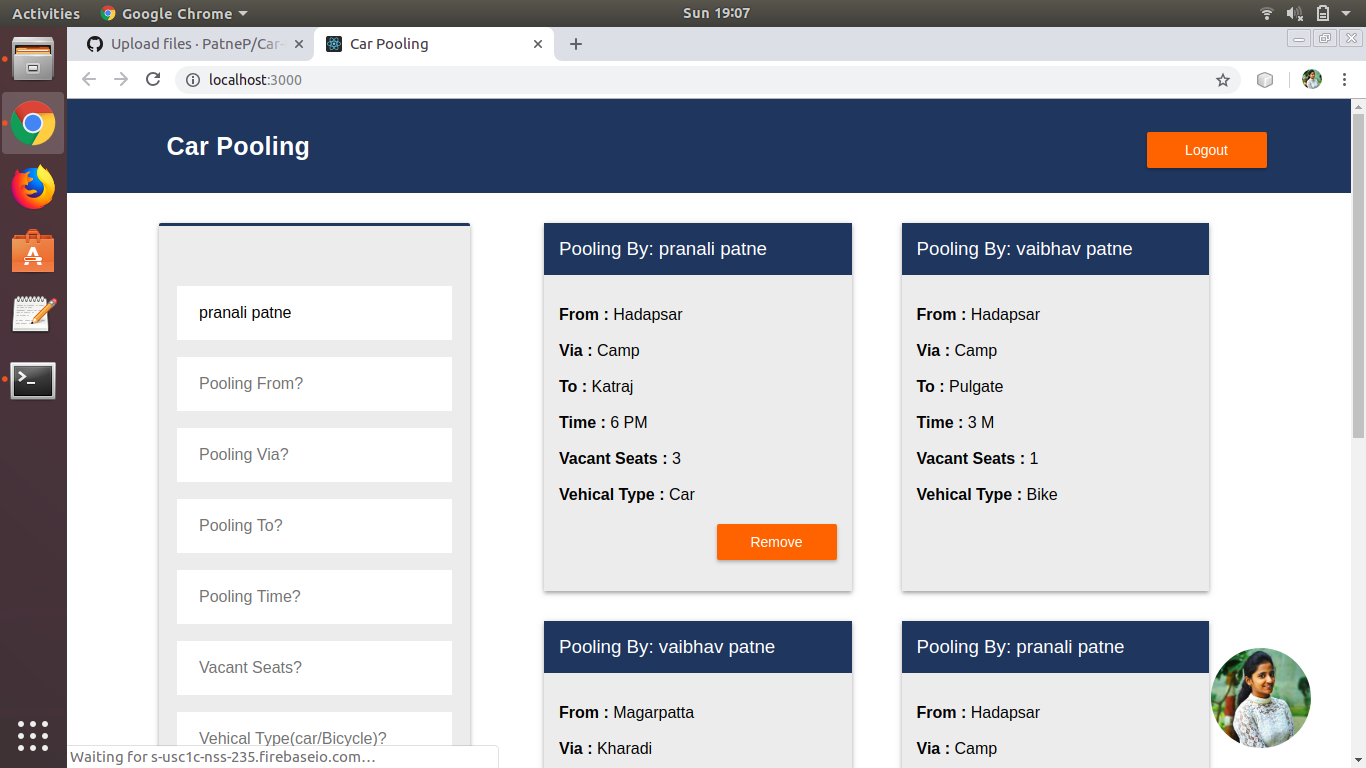 Activities Google Chrome Sun 19:07
Upload files · PatneP/Car- Car Pooling
localhost:3000
Car Pooling
Logout
pranali patne
Pooling From?
Pooling Via?
Pooling To?
Pooling Time?
Vacant Seats?
Vehical Type(car/Bicycle)?
Pooling By: pranali patne
From : Hadapsar
Via : Camp
To : Katraj
Time : 6 PM
Vacant Seats : 3
Vehical Type : Car
Remove
Pooling By: vaibhav patne
From : Hadapsar
Via : Camp
To : Pulgate
Time : 3 M
Vacant Seats : 1
Vehical Type : Bike
Pooling By: vaibhav patne
From : Magarpatta
Via : Kharadi
Pooling By: pranali patne
From : Hadapsar
Via : Camp
Waiting for s-usc1c-nss-235.firebaseio.com…